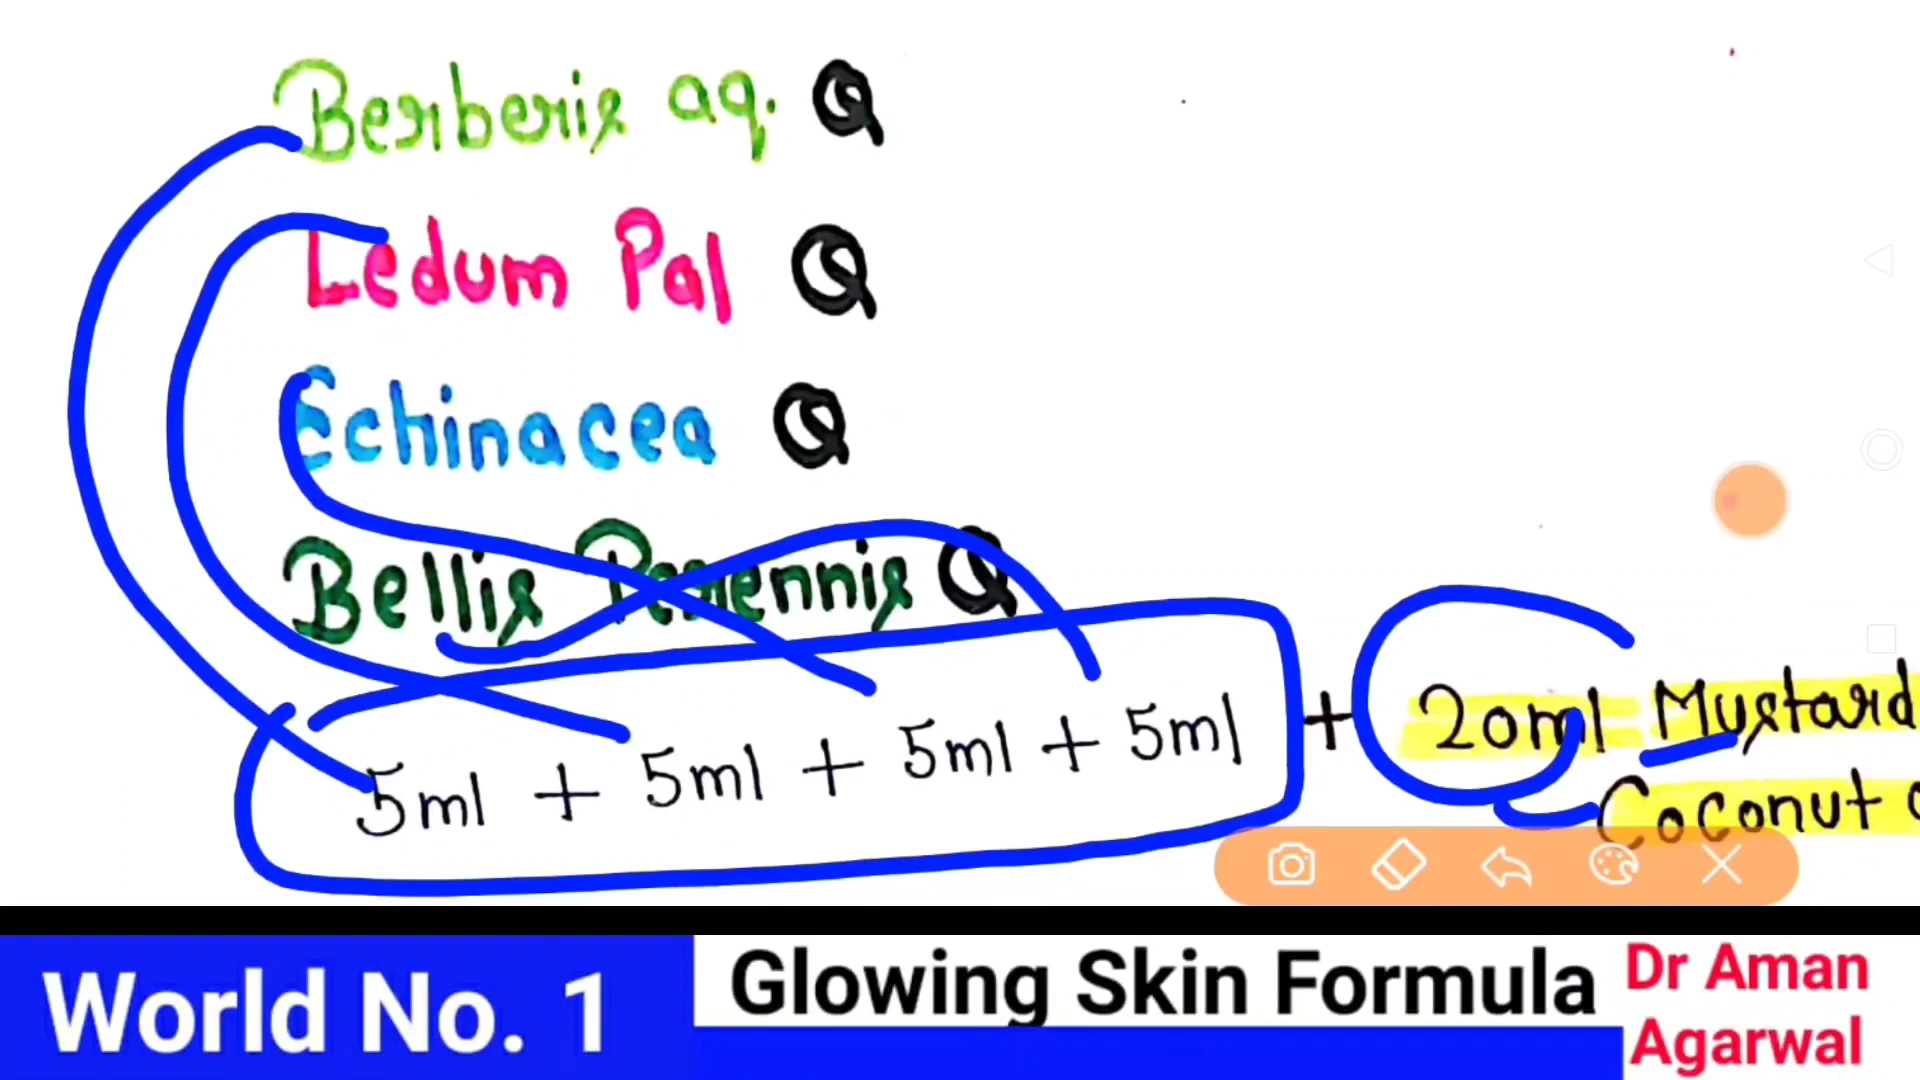 Berberis aq. Q
Ledum Pal Q
Echinacea Q
Bellis Perennis Q
5ml + 5ml + 5ml + 5ml + 20ml Mustard
Coconut
World No. 1
Glowing Skin Formula
Dr Aman
Agarwal